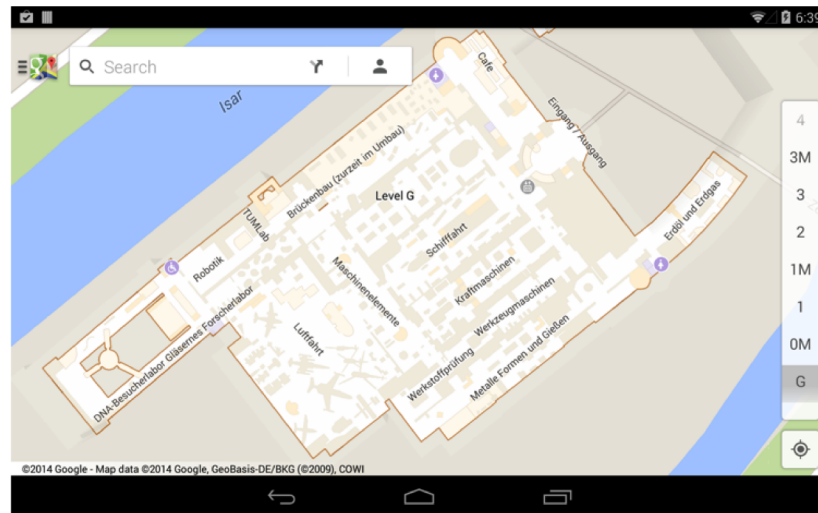 6:39
Search
Isar
Cafe
Eingang / Ausgang
Brückenbau (zurzeit im Umbau)
Level G
TUMLab
Robotik
Schifffahrt
Erdöl und Erdgas
Maschinenelemente
Kraftmaschinen
Werkzeugmaschinen
Luftfahrt
DNA-Besucherlabor Gläsernes Forscherlabor
Werkstoffprüfung
Metalle Formen und Gießen
4
3M
3
2
1M
1
0M
G
©2014 Google - Map data ©2014 Google, GeoBasis-DE/BKG (©2009), COWI